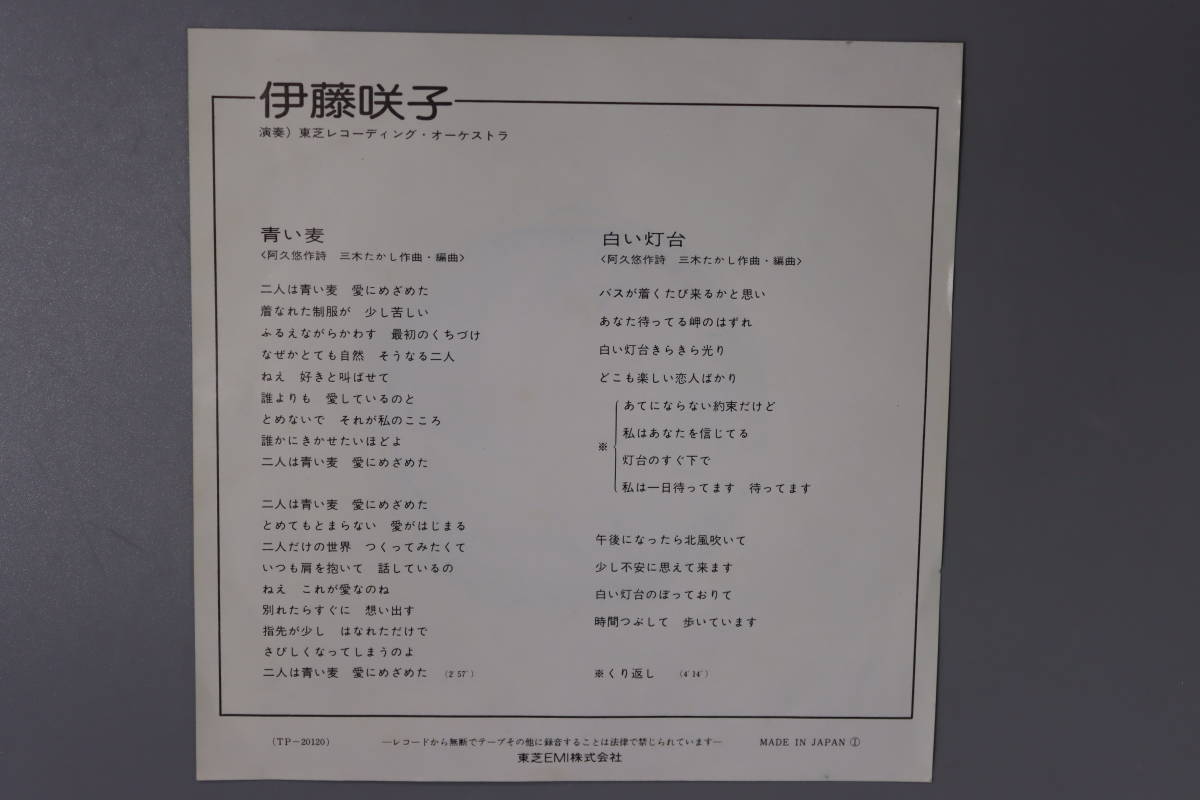 伊藤咲子
演奏）東芝レコーディング・オーケストラ
青い麦
<阿久悠作詩　三木たかし作曲・編曲>
二人は青い麦　愛にめざめた
着なれた制服が　少し苦しい
ふるえながらかわす　最初のくちづけ
なぜかとても自然　そうなる二人
ねえ　好きと叫ばせて
誰よりも　愛しているのと
とめないで　それが私のこころ
誰かにきかせたいほどよ
二人は青い麦　愛にめざめた
二人は青い麦　愛にめざめた
とめてもとまらない　愛がはじまる
二人だけの世界　つくってみたくて
いつも肩を抱いて　話しているの
ねえ　これが愛なのね
別れたらすぐに　想い出す
指先が少し　はなれただけで
さびしくなってしまうのよ
二人は青い麦　愛にめざめた　（2′57″）
白い灯台
<阿久悠作詩　三木たかし作曲・編曲>
バスが着くたび来るかと思い
あなた待ってる岬のはずれ
白い灯台きらきら光り
どこも楽しい恋人ばかり
あてにならない約束だけど
※ 私はあなたを信じてる
灯台のすぐ下で
私は一日待ってます　待ってます
午後になったら北風吹いて
少し不安に思えて来ます
白い灯台のぼっておりて
時間つぶして　歩いています
※くり返し　（4′14″）
（TP－20120）　—レコードから無断でテープその他に録音することは法律で禁じられています—　MADE IN JAPAN Ⓘ
東芝EMI株式会社